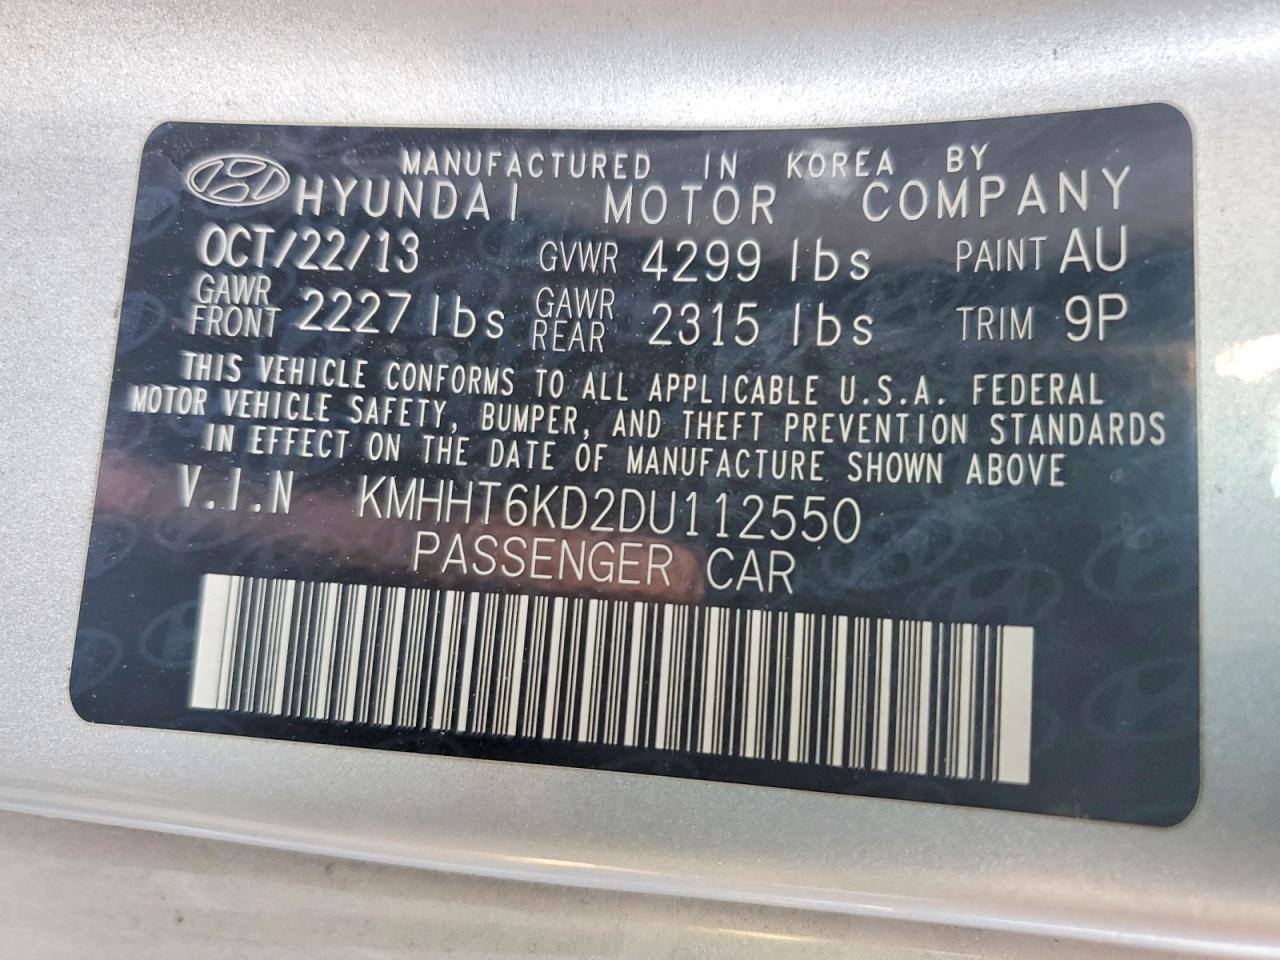 MANUFACTURED IN KOREA BY
HYUNDAI MOTOR COMPANY
OCT/22/13 GVWR 4299 lbs PAINT AU
GAWR FRONT 2227 lbs GAWR REAR 2315 lbs TRIM 9P
THIS VEHICLE CONFORMS TO ALL APPLICABLE U.S.A. FEDERAL
MOTOR VEHICLE SAFETY, BUMPER, AND THEFT PREVENTION STANDARDS
IN EFFECT ON THE DATE OF MANUFACTURE SHOWN ABOVE
V.I.N KMHHT6KD2DU112550
PASSENGER CAR